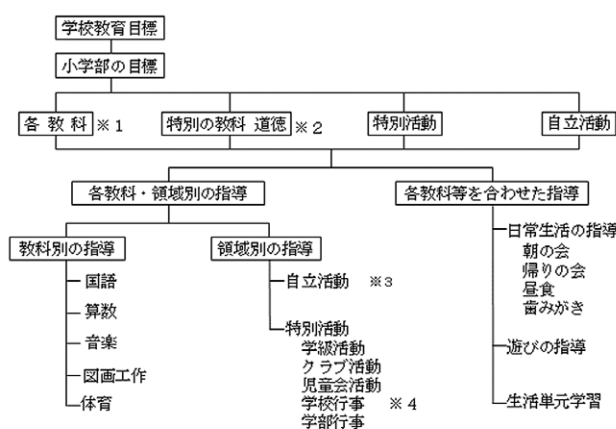 学校教育目標
小学部の目標
各教科 ※1
特別の教科 道徳 ※2
特別活動
自立活動
各教科・領域別の指導
各教科等を合わせた指導
教科別の指導
国語
算数
音楽
図画工作
体育
領域別の指導
自立活動 ※3
特別活動
学級活動
クラブ活動
児童会活動
学校行事 ※4
学部行事
日常生活の指導
朝の会
帰りの会
昼食
歯みがき
遊びの指導
生活単元学習